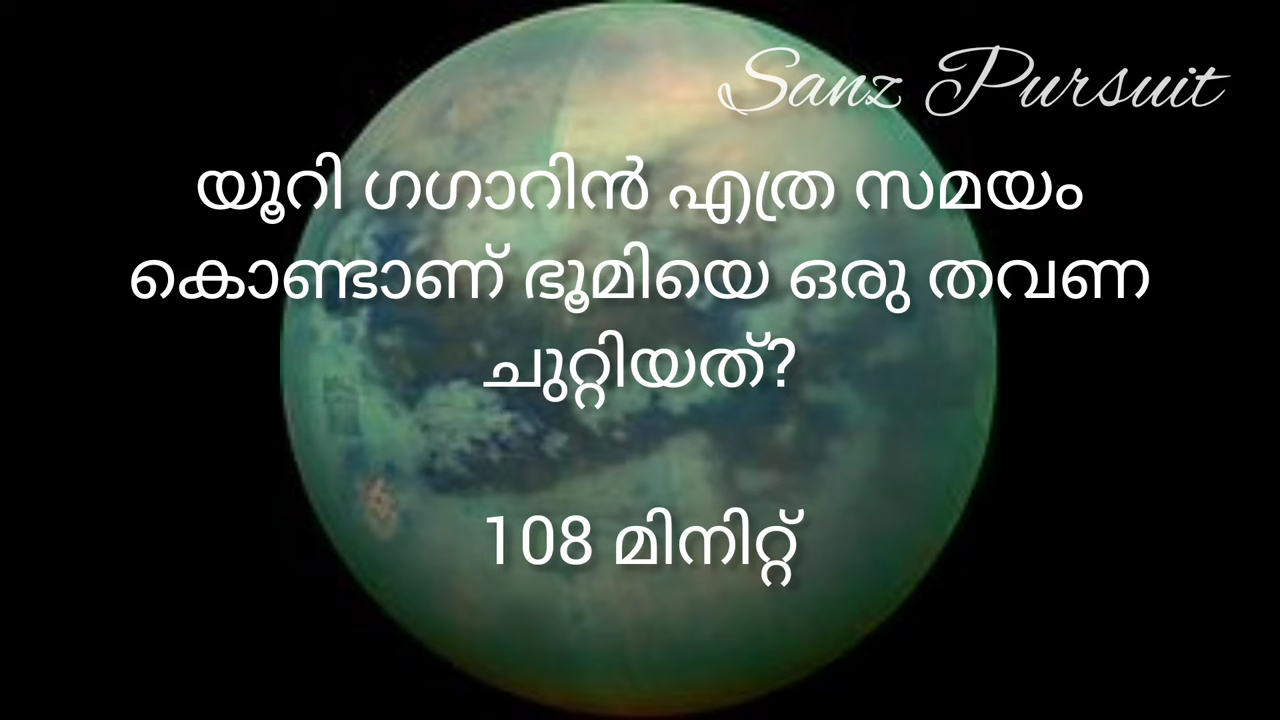 Sanz Pursuit
യൂറി ഗഗാറിൻ എത്ര സമയം
കൊണ്ടാണ് ഭൂമിയെ ഒരു തവണ
ചുറ്റിയത്?
108 മിനിറ്റ്